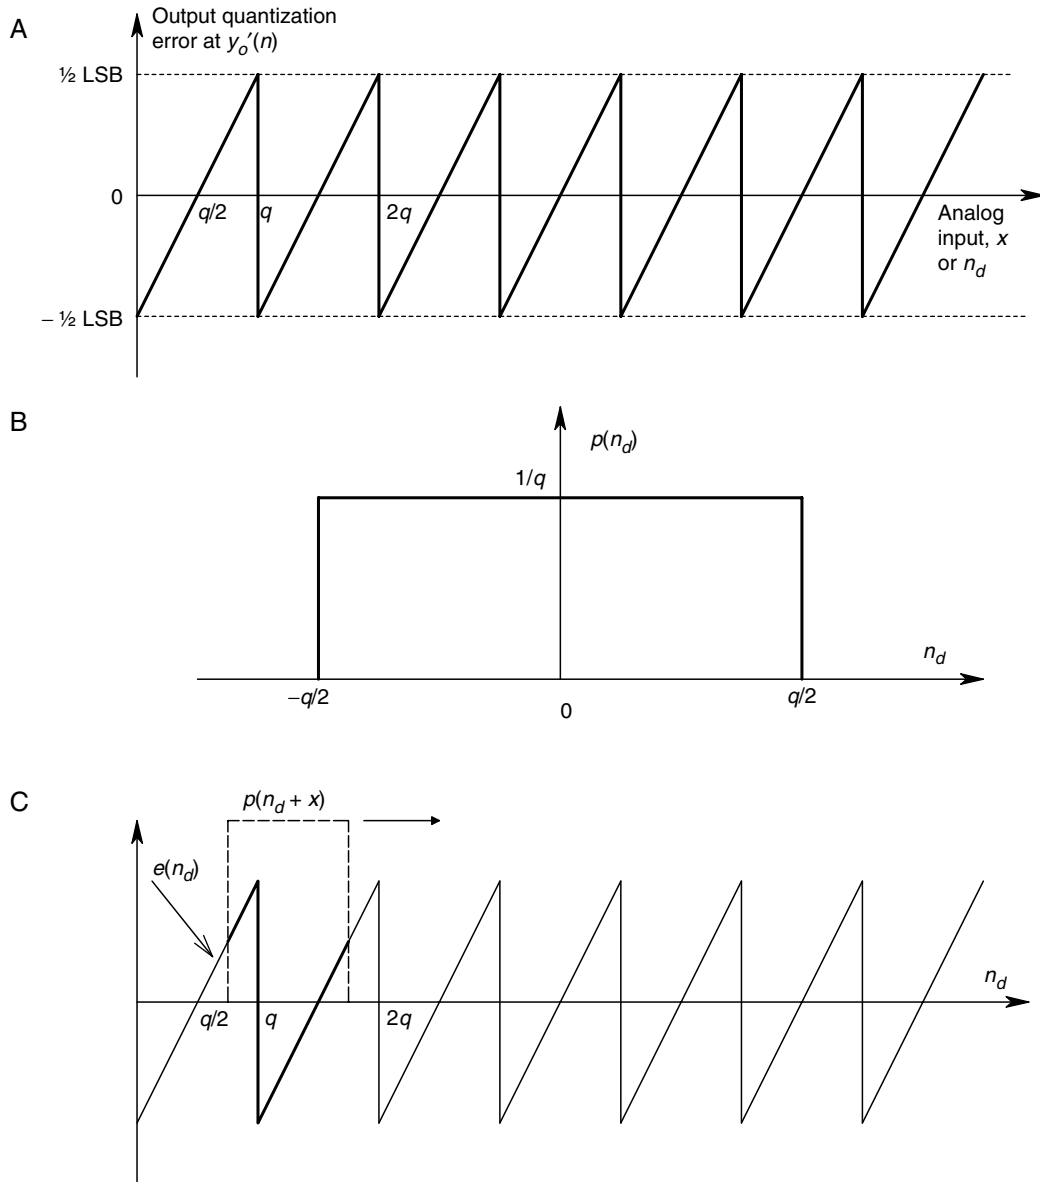 A
Output quantization
error at yₒ′(n)
½ LSB
0
q/2
q
2q
Analog
input, x
or n_d
– ½ LSB
B
p(n_d)
1/q
n_d
–q/2
0
q/2
C
p(n_d + x)
e(n_d)
n_d
q/2
q
2q